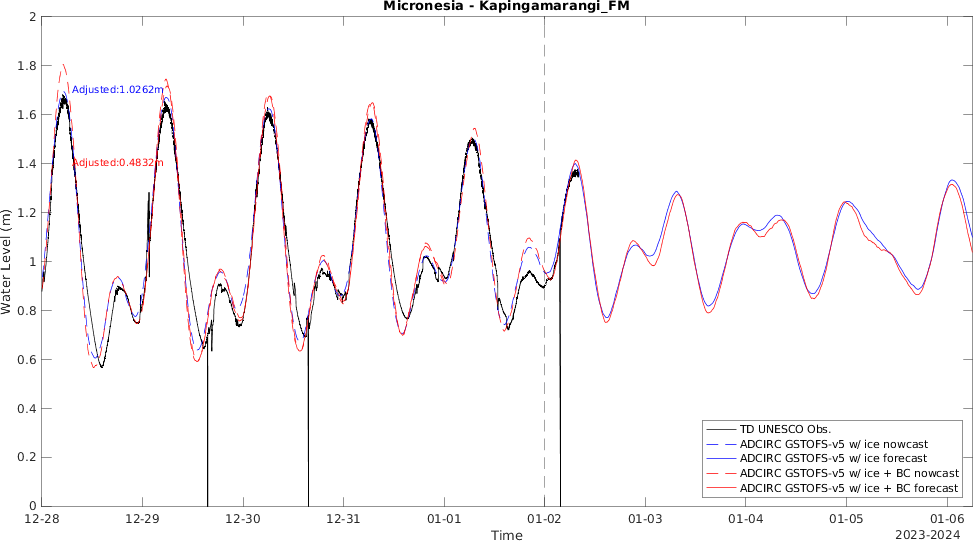 Micronesia - Kapingamarangi_FM
2
1.8
1.6
1.4
1.2
1
0.8
0.6
0.4
0.2
0
Water Level (m)
Adjusted:1.0262m
Adjusted:0.4832m
TD UNESCO Obs.
ADCIRC GSTOFS-v5 w/ ice nowcast
ADCIRC GSTOFS-v5 w/ ice forecast
ADCIRC GSTOFS-v5 w/ ice + BC nowcast
ADCIRC GSTOFS-v5 w/ ice + BC forecast
12-28 12-29 12-30 12-31 01-01 01-02 01-03 01-04 01-05 01-06
Time
2023-2024